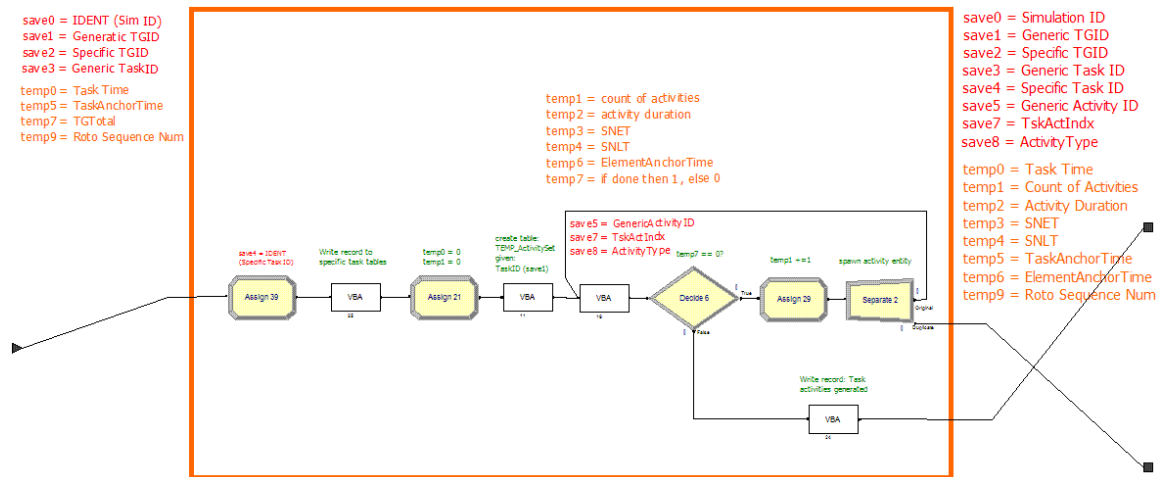 save0 = IDENT (Sim ID)
save1 = Generatic TGID
save2 = Specific TGID
save3 = Generic TaskID
temp0 = Task Time
temp5 = TaskAnchorTime
temp7 = TGTotal
temp9 = Roto Sequence Num
temp1 = count of activities
temp2 = activity duration
temp3 = SNET
temp4 = SNLT
temp6 = ElementAnchorTime
temp7 = if done then 1, else 0
save4 = IDENT
(Specific Task ID)
Assign 39
Write record to
specific task tables
VBA
temp0 = 0
temp1 = 0
Assign 21
create table:
TEMP_ActivitySet
given:
TaskID (save1)
VBA
11
save5 = GenericActivityID
save7 = TskActIndx
save8 = ActivityType
VBA
temp7 == 0?
Decide 6
True
False
temp1 +=1
Assign 29
spawn activity entity
Separate 2
Original
Duplicate
Write record: Task
activities generated
VBA
save0 = Simulation ID
save1 = Generic TGID
save2 = Specific TGID
save3 = Generic Task ID
save4 = Specific Task ID
save5 = Generic Activity ID
save7 = TskActIndx
save8 = ActivityType
temp0 = Task Time
temp1 = Count of Activities
temp2 = Activity Duration
temp3 = SNET
temp4 = SNLT
temp5 = TaskAnchorTime
temp6 = ElementAnchorTime
temp9 = Roto Sequence Num